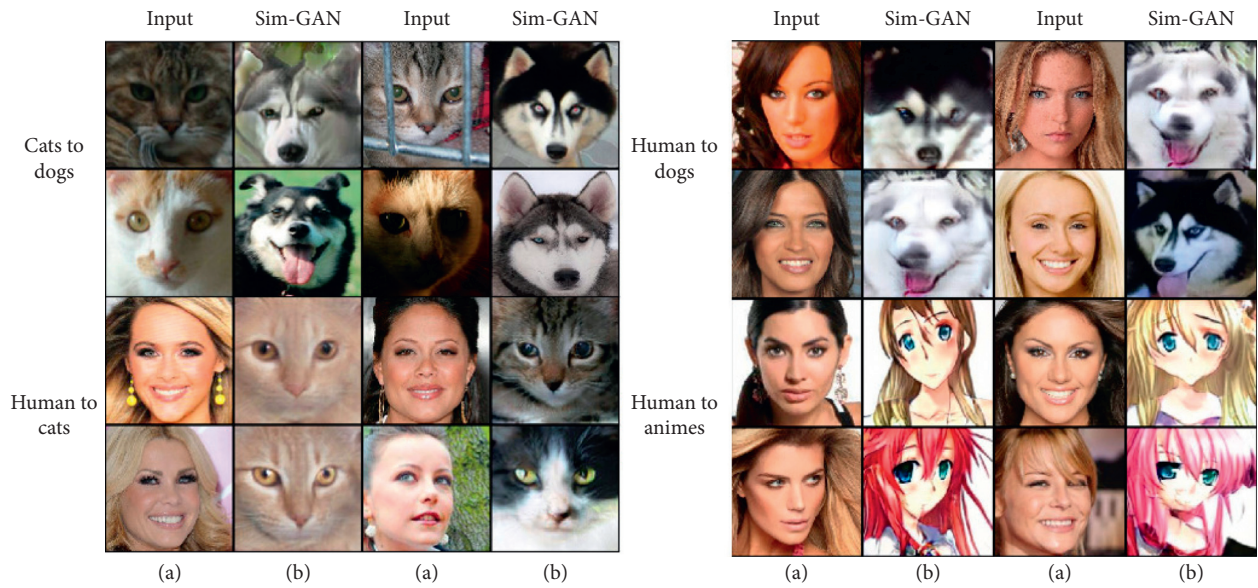 Input Sim-GAN Input Sim-GAN
Cats to
dogs
Human to
cats
(a) (b) (a) (b)
Input Sim-GAN Input Sim-GAN
Human to
dogs
Human to
animes
(a) (b) (a) (b)